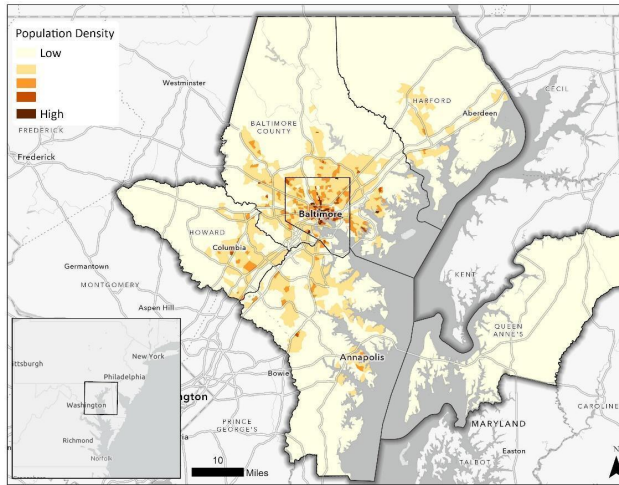 Population Density
Low
High
Westminster
CECIL
HARFORD
Aberdeen
BALTIMORE
COUNTY
FREDERICK
Frederick
Baltimore
HOWARD
Columbia
KENT
Germantown
MONTGOMERY
Aspen Hill
QUEEN
ANNE'S
New York
Philadelphia
Annapolis
Bowie
Washington
CAROLINE
Richmond
PRINCE
GEORGE'S
MARYLAND
Norfolk
10
Miles
Easton
TALBOT
N